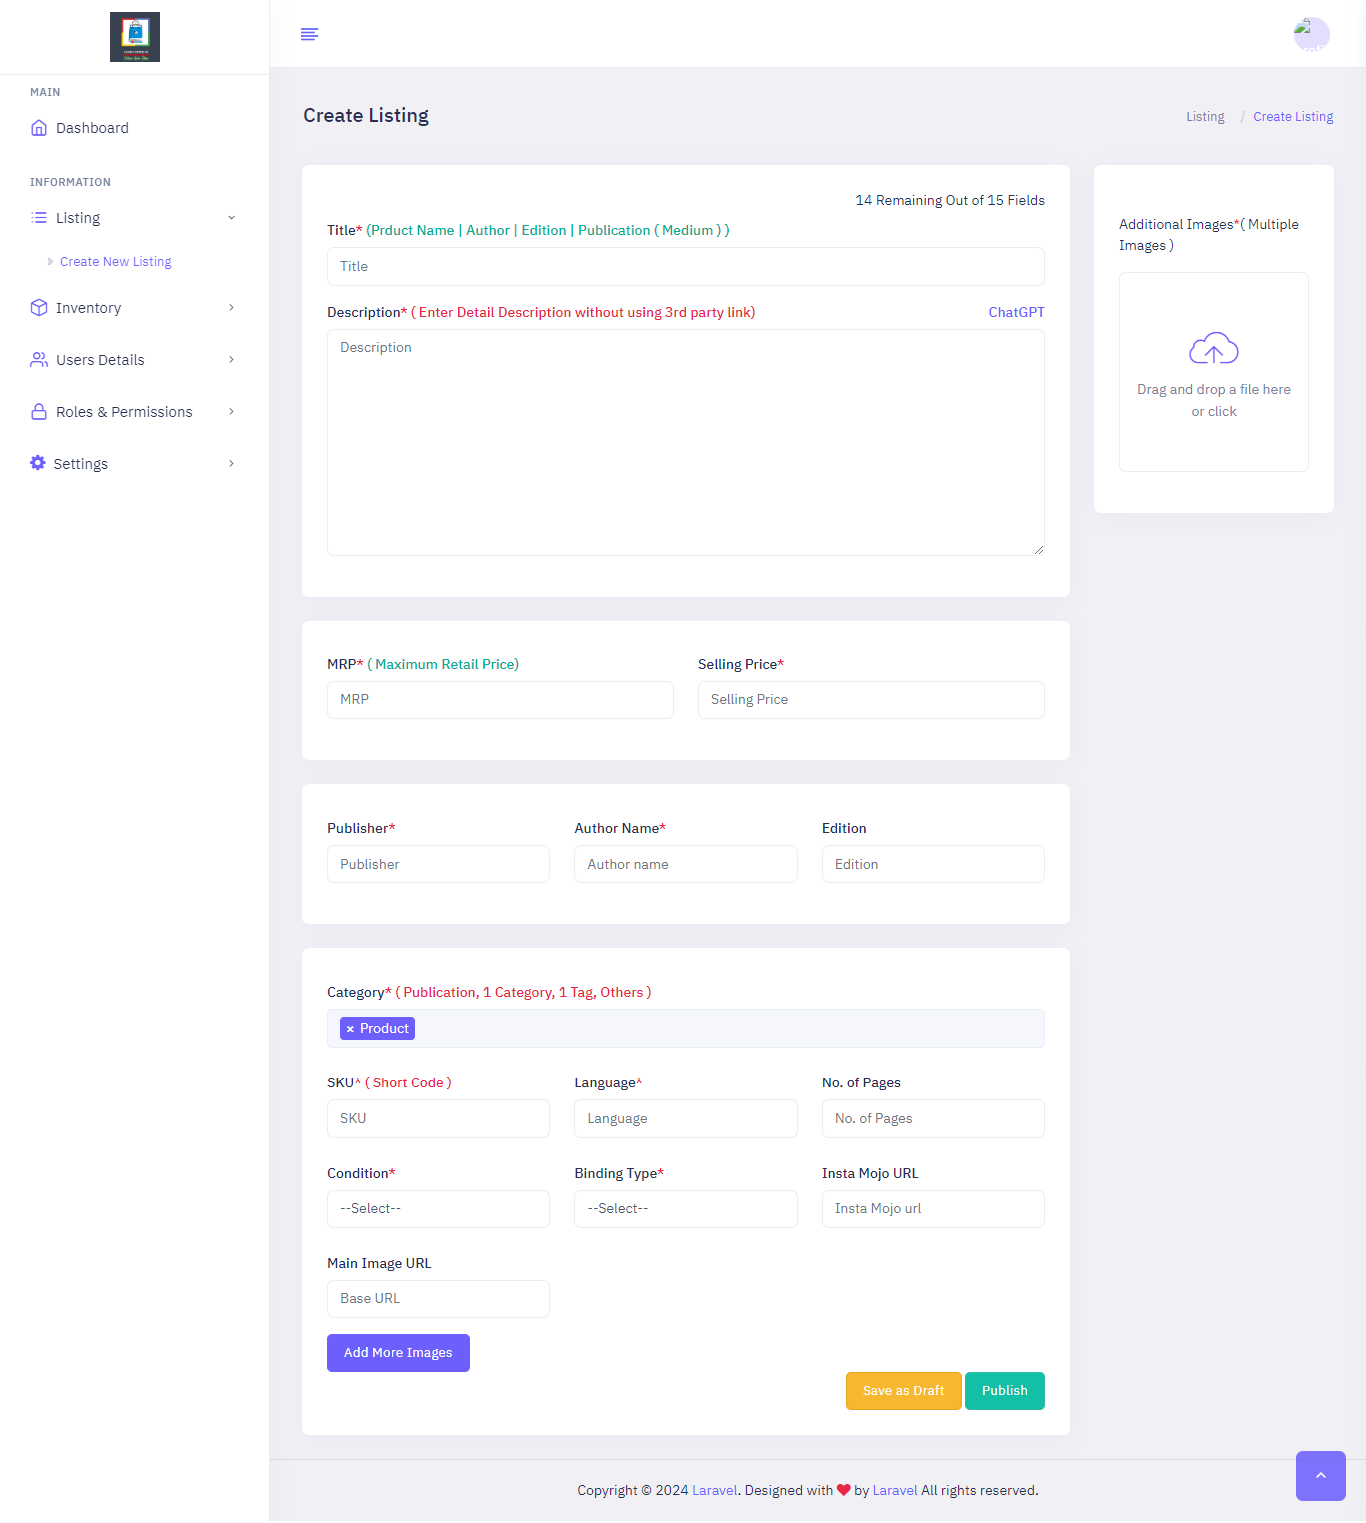 MAIN
Dashboard
INFORMATION
Listing
» Create New Listing
Inventory
Users Details
Roles & Permissions
Settings
Create Listing
Listing / Create Listing
14 Remaining Out of 15 Fields
Title* (Prduct Name | Author | Edition | Publication ( Medium ) )
Title
Description* ( Enter Detail Description without using 3rd party link) ChatGPT
Description
Additional Images*( Multiple
Images )
Drag and drop a file here
or click
MRP* ( Maximum Retail Price) Selling Price*
MRP Selling Price
Publisher* Author Name* Edition
Publisher Author name Edition
Category* ( Publication, 1 Category, 1 Tag, Others )
× Product
SKU^ ( Short Code ) Language^ No. of Pages
SKU Language No. of Pages
Condition* Binding Type* Insta Mojo URL
--Select-- --Select-- Insta Mojo url
Main Image URL
Base URL
Add More Images
Save as Draft Publish
Copyright © 2024 Laravel. Designed with ❤ by Laravel All rights reserved.